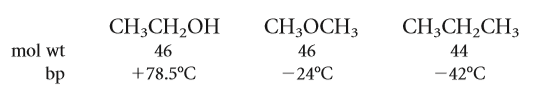 CH₃CH₂OH CH₃OCH₃ CH₃CH₂CH₃
mol wt 46 46 44
bp +78.5°C −24°C −42°C